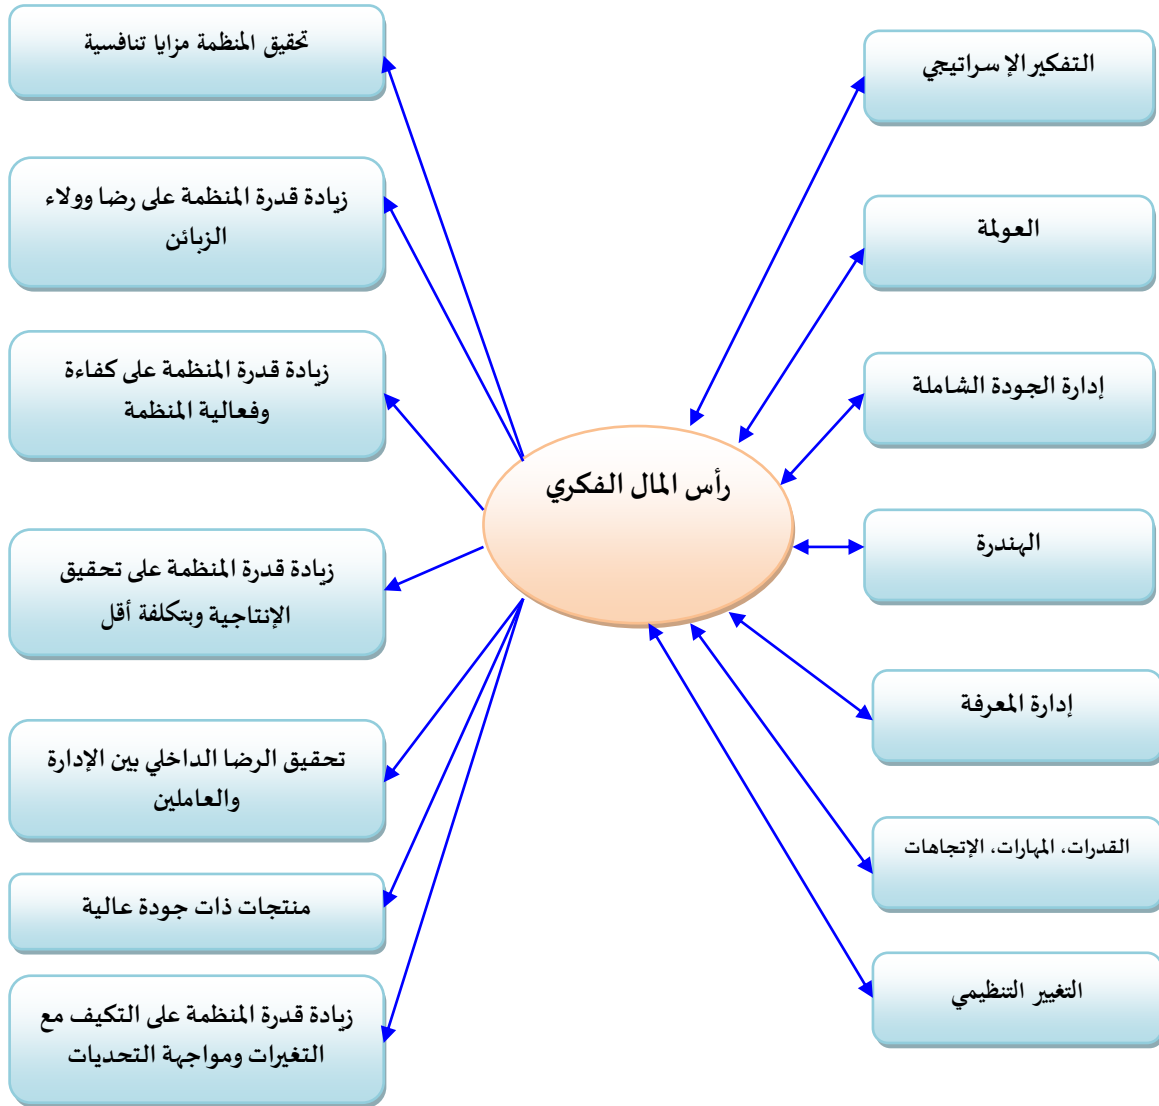 التفكير الإ سراتيجي
العولمة
إدارة الجودة الشاملة
الهندرة
إدارة المعرفة
القدرات، المهارات، الإتجاهات
التغيير التنظيمي
رأس المال الفكري
تحقيق المنظمة مزايا تنافسية
زيادة قدرة المنظمة على رضا وولاء
الزبائن
زيادة قدرة المنظمة على كفاءة
وفعالية المنظمة
زيادة قدرة المنظمة على تحقيق
الإنتاجية وبتكلفة أقل
تحقيق الرضا الداخلي بين الإدارة
والعاملين
منتجات ذات جودة عالية
زيادة قدرة المنظمة على التكيف مع
التغيرات ومواجهة التحديات